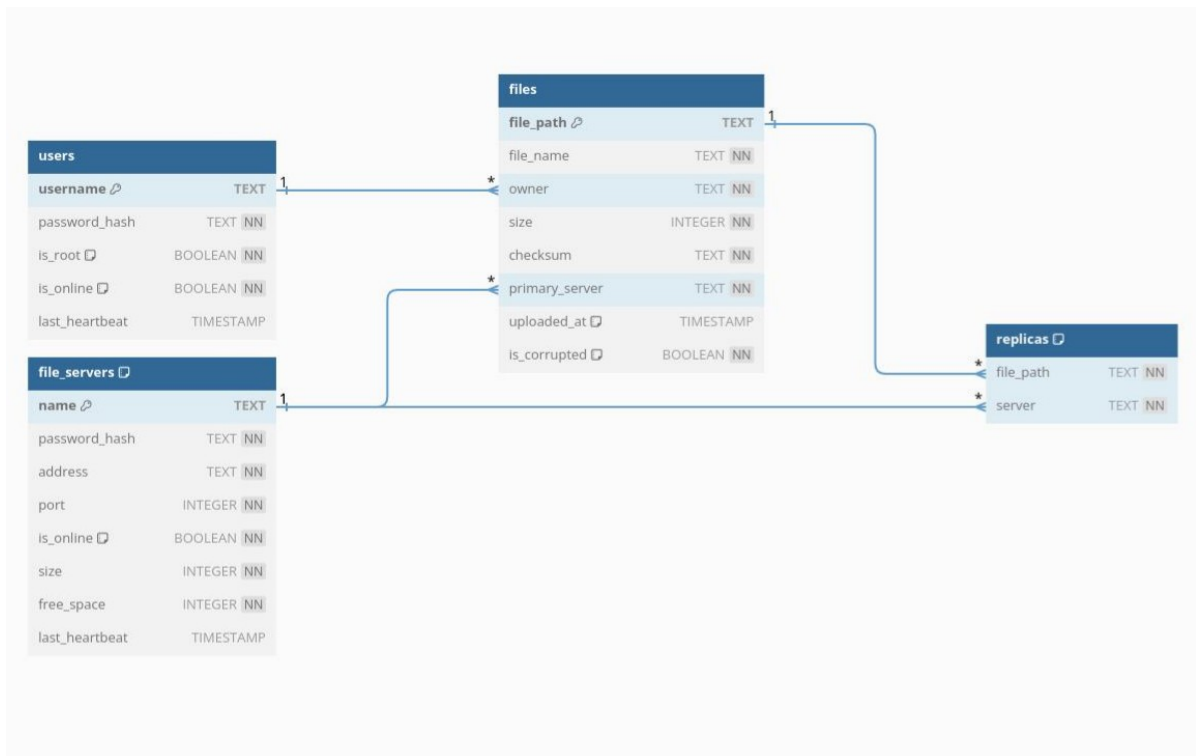 users
username TEXT
password_hash TEXT NN
is_root BOOLEAN NN
is_online BOOLEAN NN
last_heartbeat TIMESTAMP
file_servers
name TEXT
password_hash TEXT NN
address TEXT NN
port INTEGER NN
is_online BOOLEAN NN
size INTEGER NN
free_space INTEGER NN
last_heartbeat TIMESTAMP
1
1
files
file_path TEXT
file_name TEXT NN
owner TEXT NN
size INTEGER NN
checksum TEXT NN
primary_server TEXT NN
uploaded_at TIMESTAMP
is_corrupted BOOLEAN NN
*
*
1
replicas
file_path TEXT NN
server TEXT NN
*
*